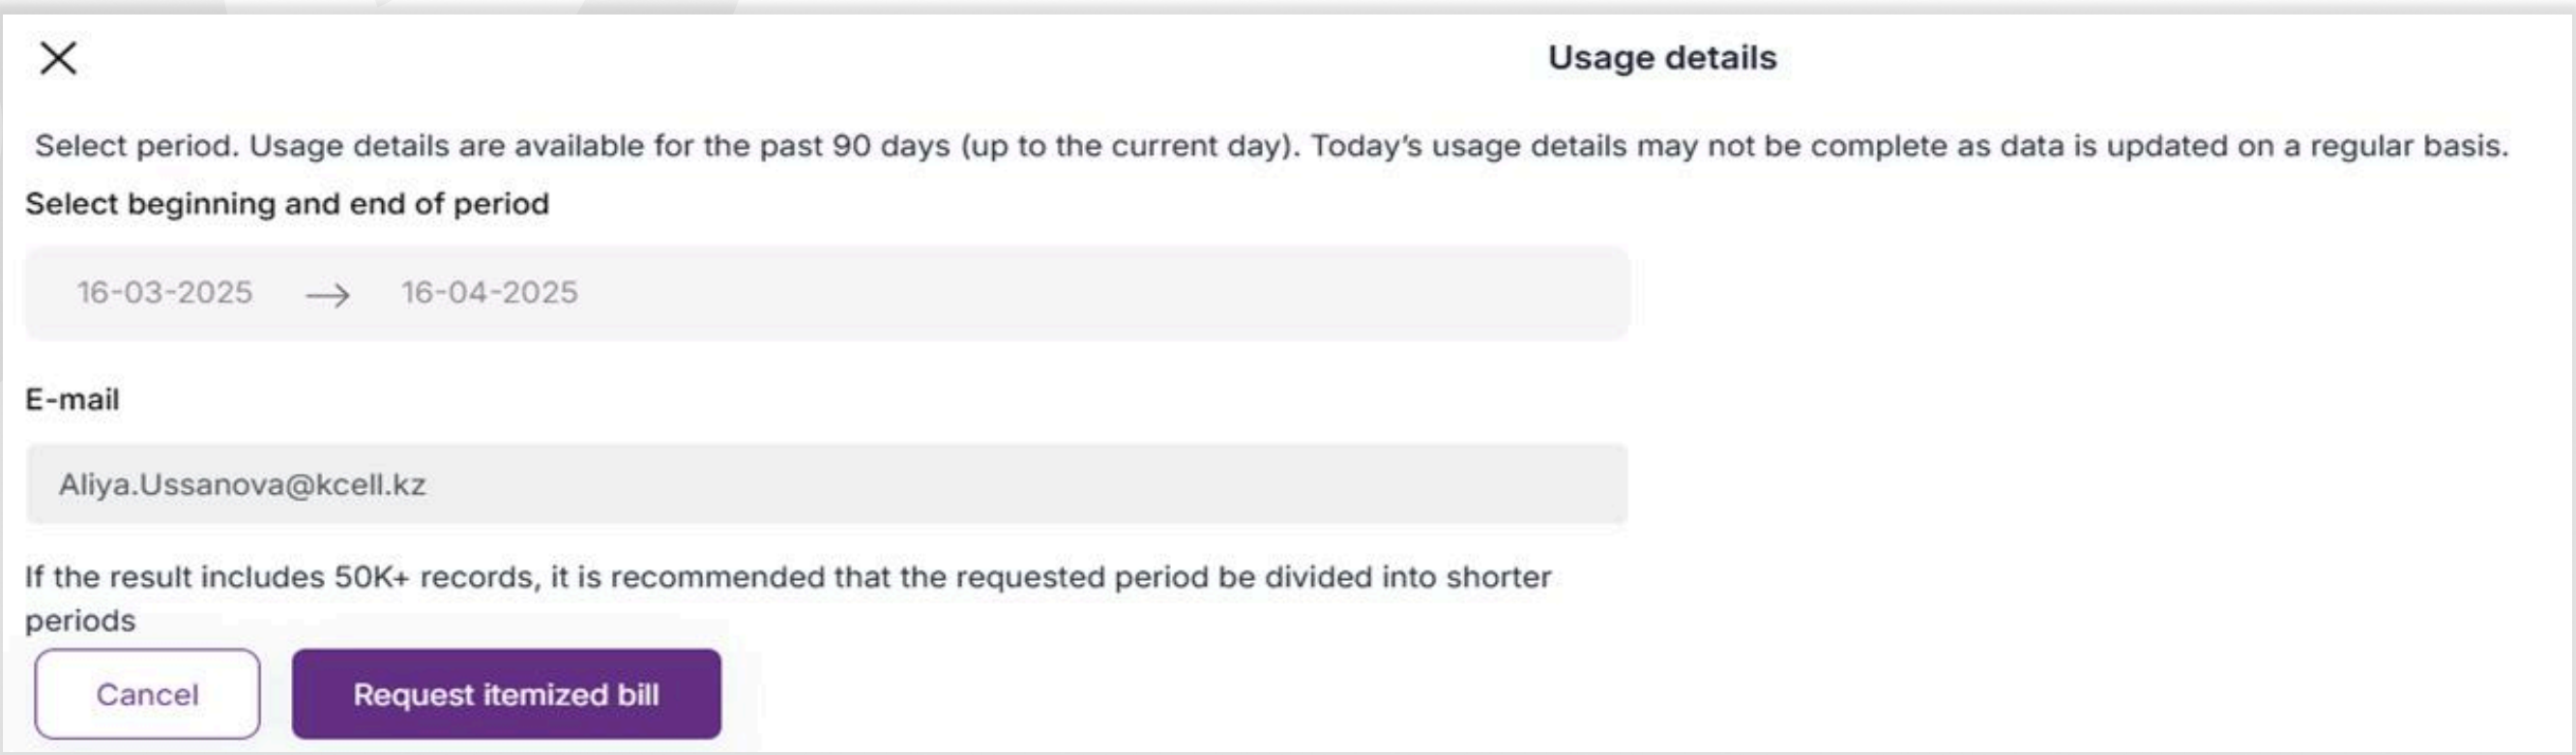 Usage details
Select period. Usage details are available for the past 90 days (up to the current day). Today’s usage details may not be complete as data is updated on a regular basis.
Select beginning and end of period
16-03-2025 → 16-04-2025
E-mail
Aliya.Ussanova@kcell.kz
If the result includes 50K+ records, it is recommended that the requested period be divided into shorter
periods
Cancel Request itemized bill